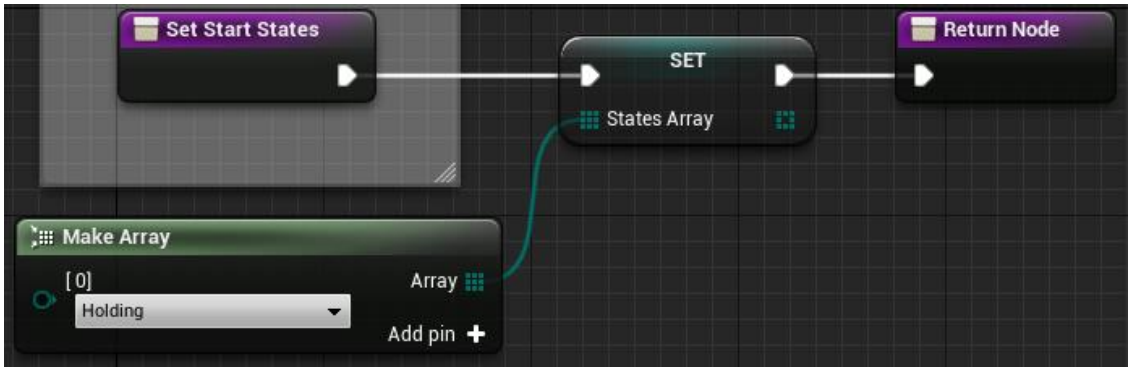 Set Start States
SET
Return Node
States Array
Make Array
[ 0]
Array
Holding
Add pin